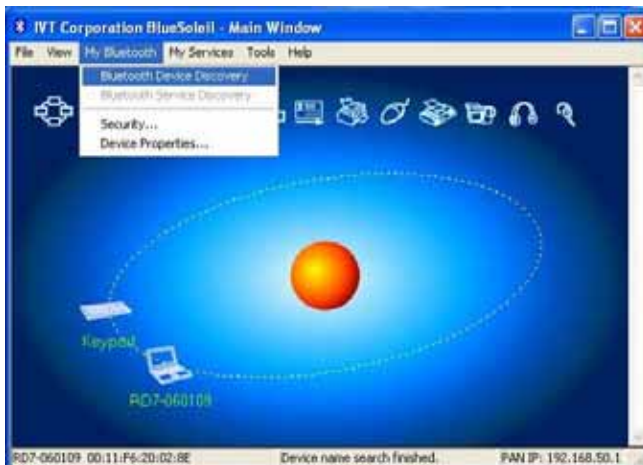 IVT Corporation BlueSoleil - Main Window
File View My Bluetooth My Services Tools Help
Bluetooth Device Discovery
Bluetooth Service Discovery
Security...
Device Properties...
Keypad
RD7-060109
RD7-060109 00:11:F6:20:02:8E Device name search finished. PAN IP: 192.168.50.1